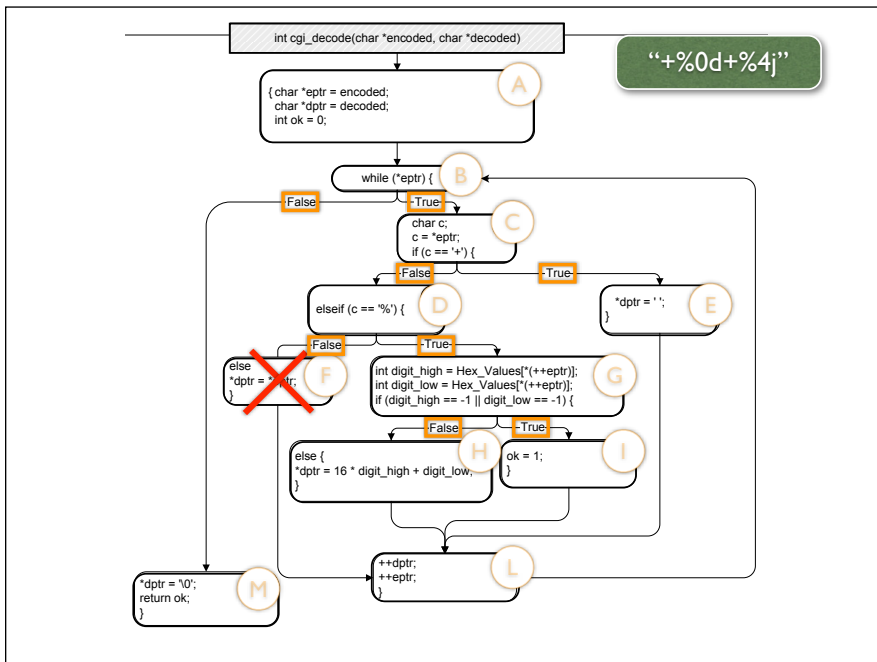 int cgi_decode(char *encoded, char *decoded)
“+%0d+%4j”
A
{ char *eptr = encoded;
char *dptr = decoded;
int ok = 0;
B
while (*eptr) {
False
True
C
char c;
c = *eptr;
if (c == '+') {
False
True
D
elseif (c == '%') {
E
*dptr = ' ';
}
False
True
F
else
*dptr = *eptr;
}
G
int digit_high = Hex_Values[*(++eptr)];
int digit_low = Hex_Values[*(++eptr)];
if (digit_high == -1 || digit_low == -1) {
False
True
H
else {
*dptr = 16 * digit_high + digit_low;
}
I
ok = 1;
}
L
++dptr;
++eptr;
}
M
*dptr = '\0';
return ok;
}